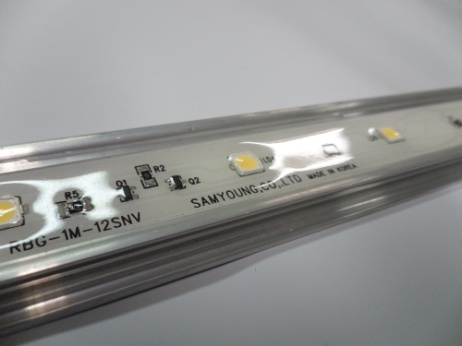 R5
Q1
R2
Q2
RBG-1M-12SNV
SAMYOUNG,CO,.LTD
MADE IN KOREA